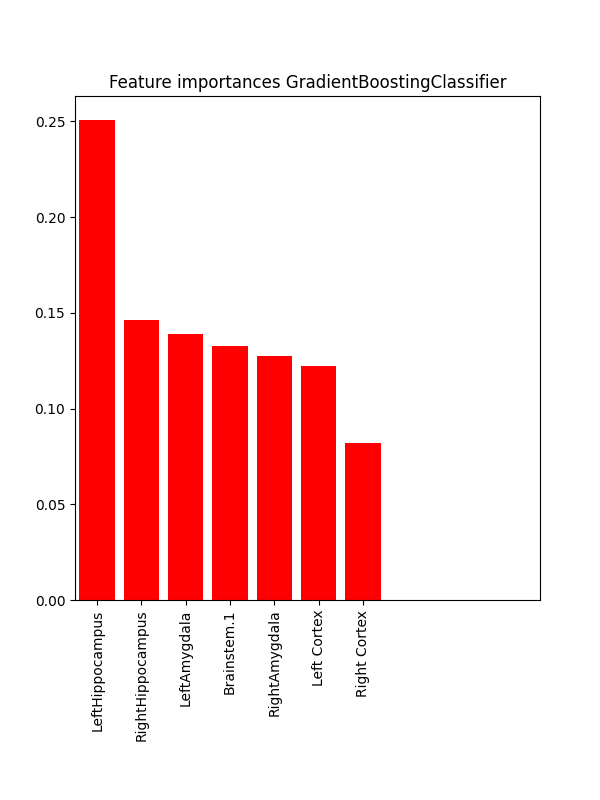 Feature importances GradientBoostingClassifier
0.25
0.20
0.15
0.10
0.05
0.00
LeftHippocampus
RightHippocampus
LeftAmygdala
Brainstem.1
RightAmygdala
Left Cortex
Right Cortex